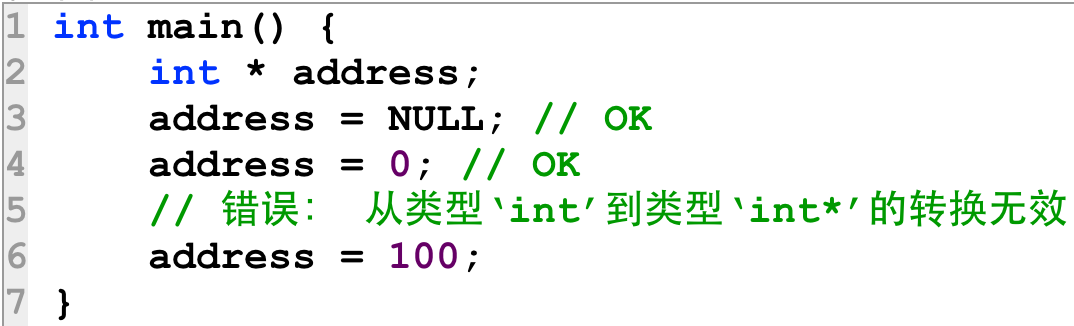 1 int main() {
2 int * address;
3 address = NULL; // OK
4 address = 0; // OK
5 // 错误： 从类型‘int’到类型‘int*’的转换无效
6 address = 100;
7 }